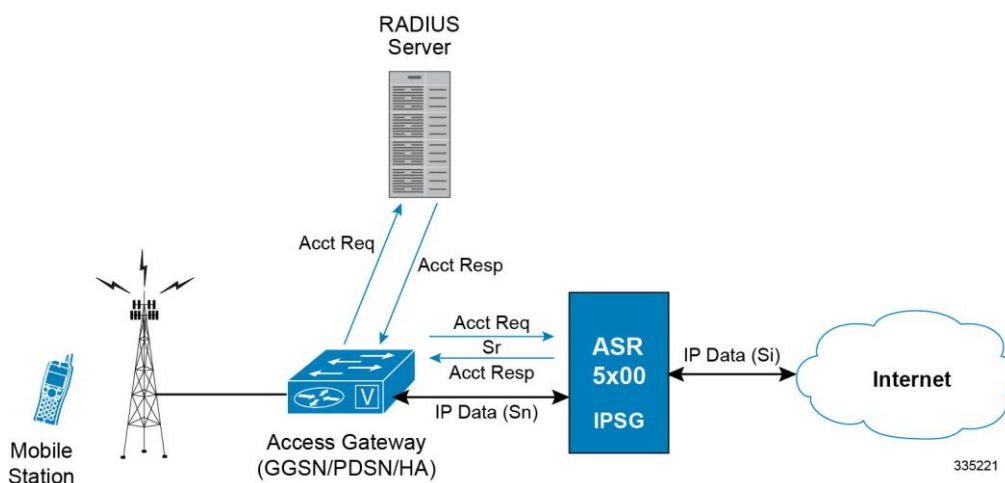 RADIUS
Server
Acct Req
Acct Resp
Acct Req
Sr
Acct Resp
ASR
5x00
IPSG
IP Data (Si)
Internet
IP Data (Sn)
V
Access Gateway
(GGSN/PDSN/HA)
Mobile
Station
335221